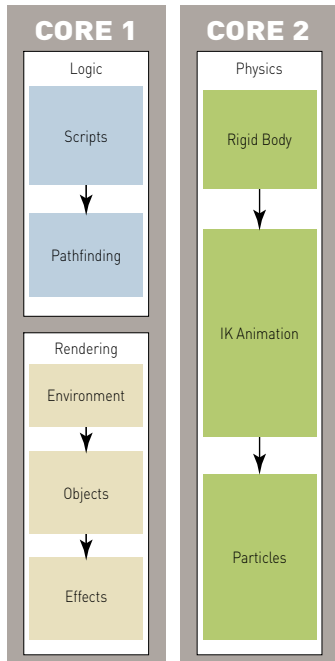 CORE 1
Logic
Scripts
Pathfinding
Rendering
Environment
Objects
Effects
CORE 2
Physics
Rigid Body
IK Animation
Particles